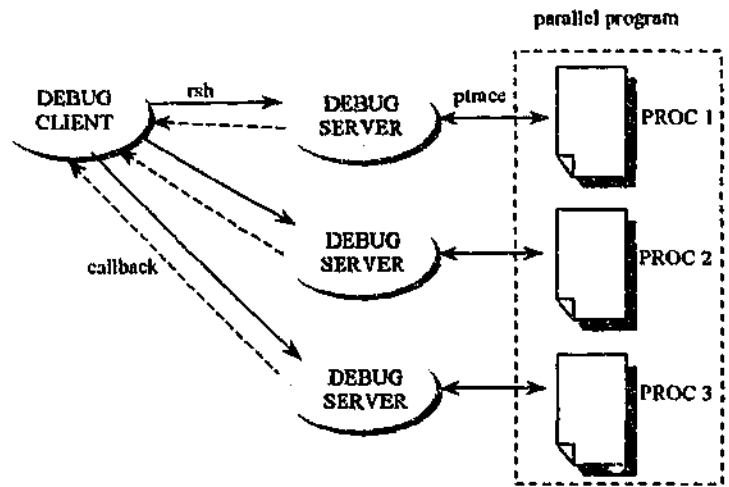 parallel program
DEBUG
CLIENT
rsh
DEBUG
SERVER
ptrace
PROC 1
DEBUG
SERVER
PROC 2
callback
DEBUG
SERVER
PROC 3